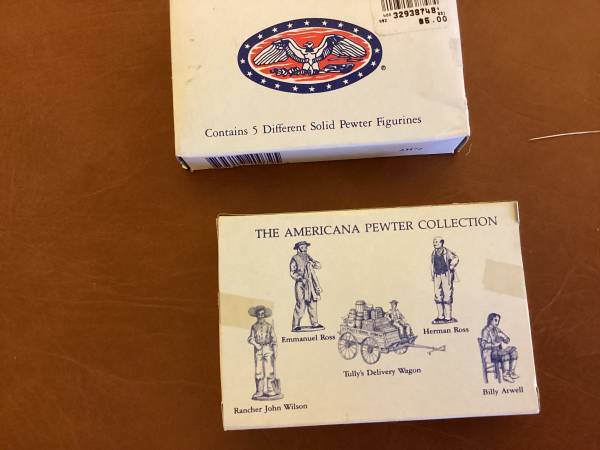 32938748
$5.00
®
Contains 5 Different Solid Pewter Figurines
THE AMERICANA PEWTER COLLECTION
Emmanuel Ross
Herman Ross
Tully's Delivery Wagon
Billy Atwell
Rancher John Wilson